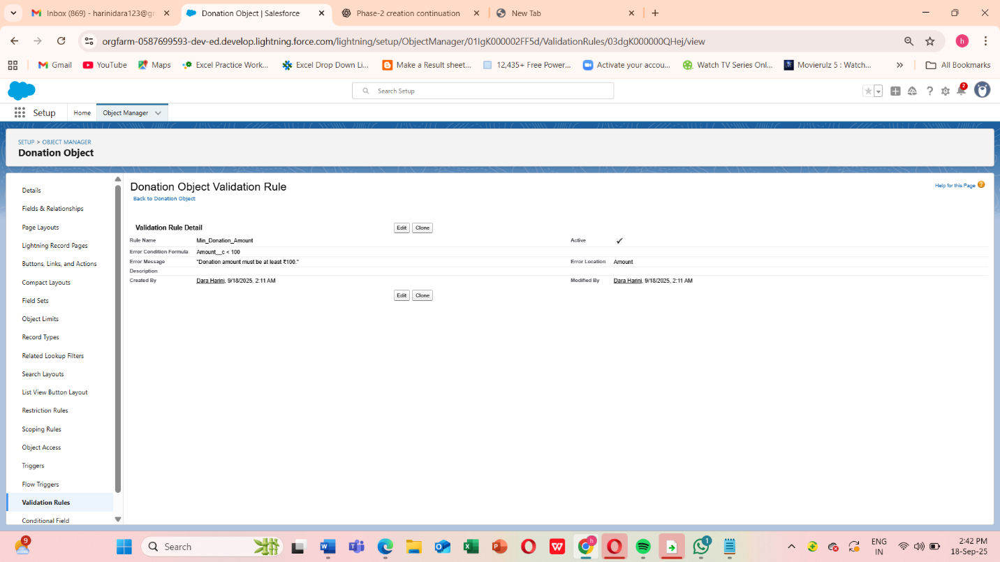 Inbox (869) - harinidara123@gr
Donation Object | Salesforce
Phase-2 creation continuation
New Tab
orgfarm-0587699593-dev-ed.develop.lightning.force.com/lightning/setup/ObjectManager/01IgK000002FF5d/ValidationRules/03dgK000000QHej/view
h
Gmail
YouTube
Maps
Excel Practice Work...
Excel Drop Down Li...
Make a Result sheet...
12,435+ Free Power...
Activate your accou...
Watch TV Series Onl...
Movierulz 5 : Watch...
»
All Bookmarks
Search Setup
2
Setup
Home
Object Manager
SETUP > OBJECT MANAGER
Donation Object
Details
Fields & Relationships
Page Layouts
Lightning Record Pages
Buttons, Links, and Actions
Compact Layouts
Field Sets
Object Limits
Record Types
Related Lookup Filters
Search Layouts
List View Button Layout
Restriction Rules
Scoping Rules
Object Access
Triggers
Flow Triggers
Validation Rules
Conditional Field
Donation Object Validation Rule
Help for this Page
Back to Donation Object
Validation Rule Detail
Edit Clone
Rule Name Min_Donation_Amount Active ✓
Error Condition Formula Amount__c < 100
Error Message "Donation amount must be at least ₹100." Error Location Amount
Description
Created By Dara Harini, 9/18/2025, 2:11 AM Modified By Dara Harini, 9/18/2025, 2:11 AM
Edit Clone
9
Search
h
1
ENG
IN
2:42 PM
18-Sep-25